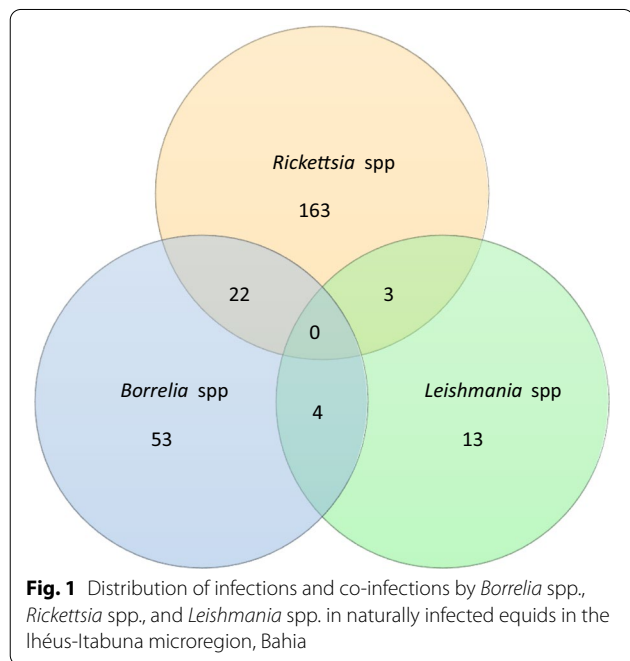 Rickettsia spp
163
22
3
0
Borrelia spp
Leishmania spp
4
53
13
Fig. 1 Distribution of infections and co-infections by Borrelia spp.,
Rickettsia spp., and Leishmania spp. in naturally infected equids in the
Ihéus-Itabuna microregion, Bahia